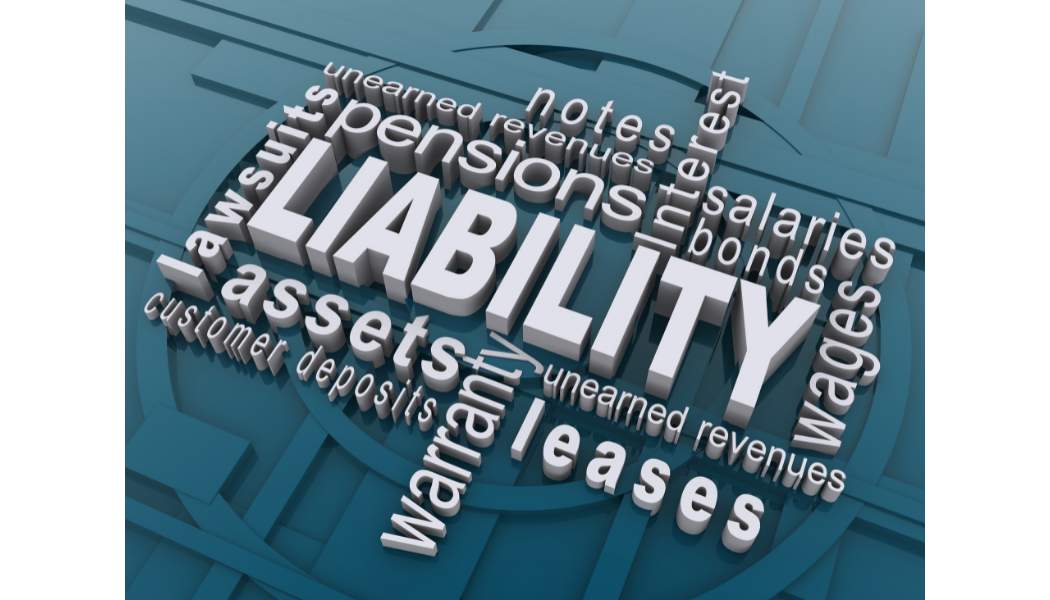 unearned revenues
notes
Interest
lawsuits
pensions
salaries
bonds
LIABILITY
assets
wages
customer deposits
warranty
unearned revenues
leases